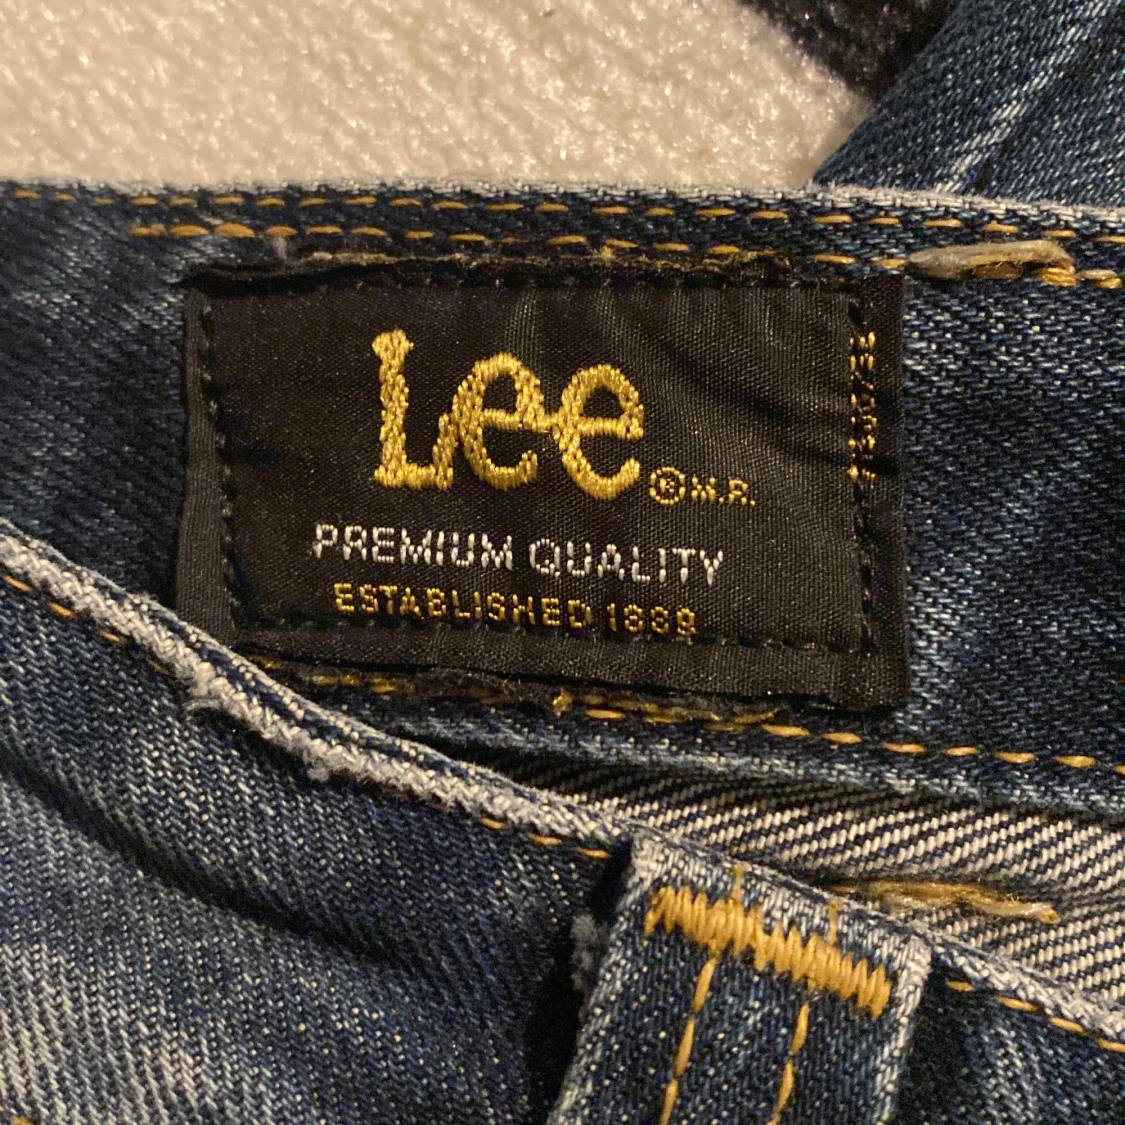 Lee ® M.R.
PREMIUM QUALITY
ESTABLISHED 1889